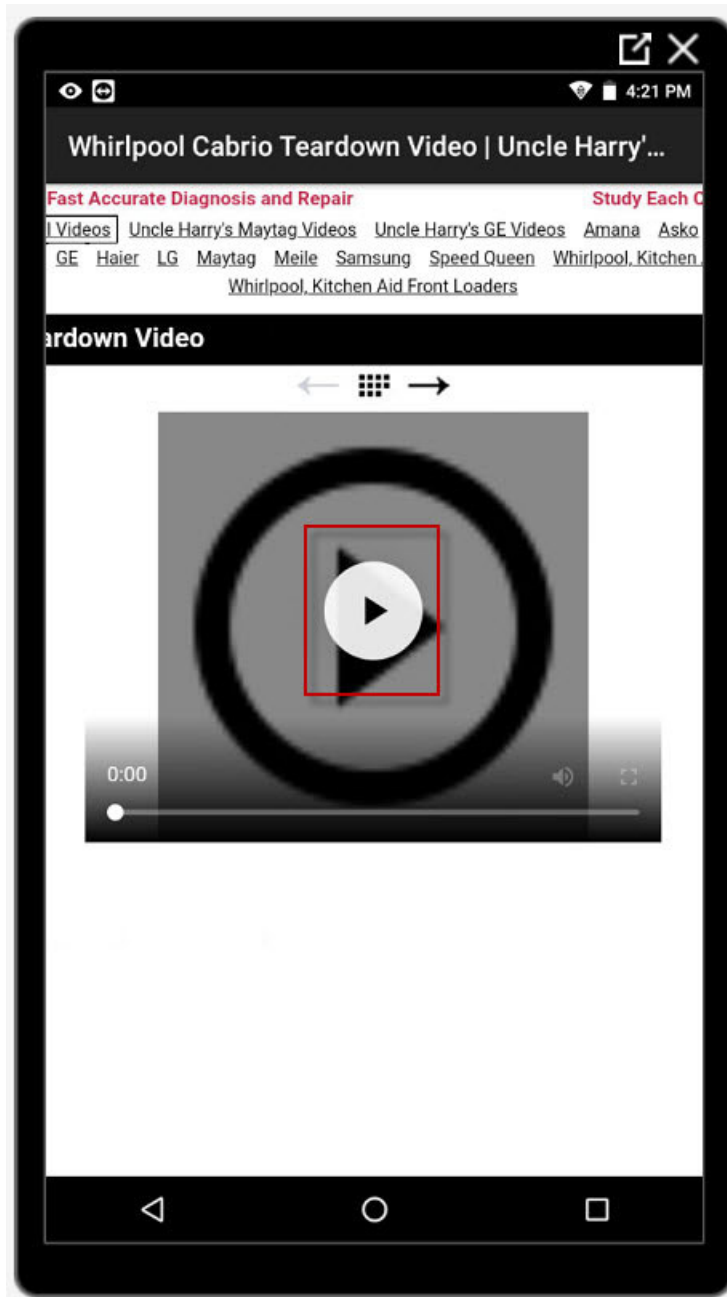 4:21 PM
Whirlpool Cabrio Teardown Video | Uncle Harry'...
Fast Accurate Diagnosis and Repair Study Each
l Videos Uncle Harry's Maytag Videos Uncle Harry's GE Videos Amana Asko
GE Haier LG Maytag Meile Samsung Speed Queen Whirlpool, Kitchen
Whirlpool, Kitchen Aid Front Loaders
ardown Video
0:00